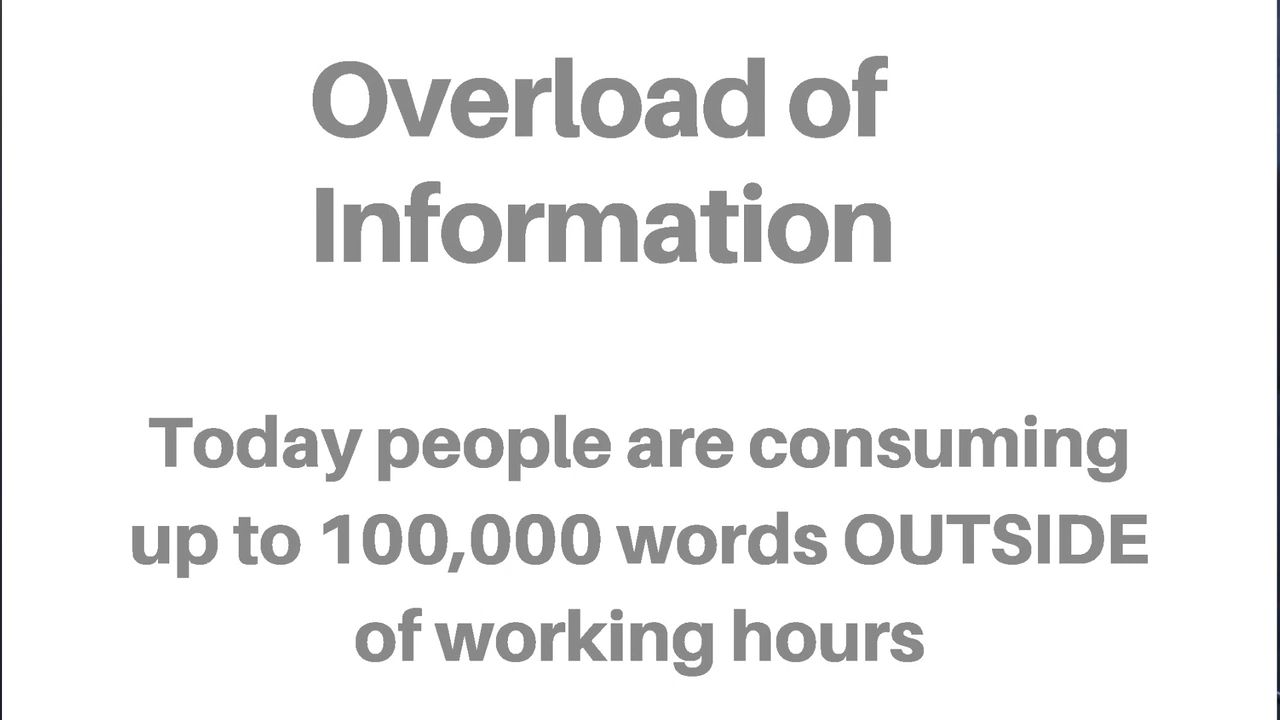 Overload of
Information
Today people are consuming
up to 100,000 words OUTSIDE
of working hours